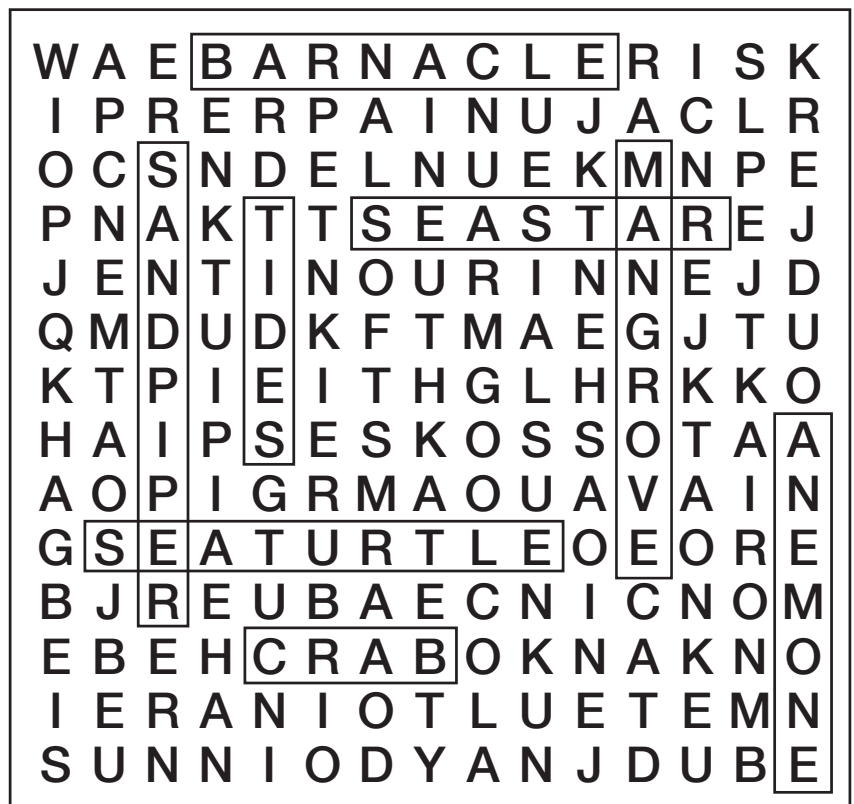 W A E B A R N A C L E R I S K
I P R E R P A I N U J A C L R
O C S N D E L N U E K M N P E
P N A K T T S E A S T A R E J
J E N T I N O U R I N N E J D
Q M D U D K F T M A E G J T U
K T P I E I T H G L H R K K O
H A I P S E S K O S S O T A A
A O P I G R M A O U A V A I N
G S E A T U R T L E O E O R E
B J R E U B A E C N I C N O M
E B E H C R A B O K N A K N O
I E R A N I O T L U E T E M N
S U N N I O D Y A N J D U B E